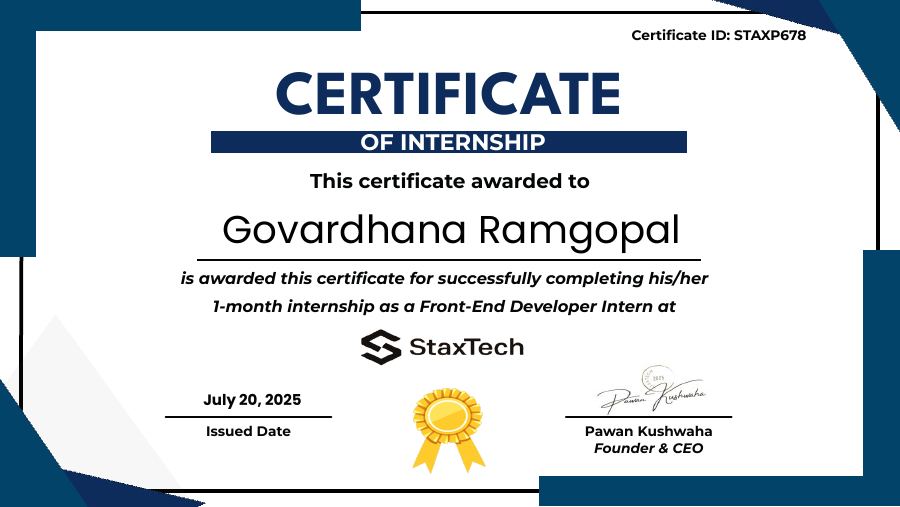 Certificate ID: STAXP678
CERTIFICATE
OF INTERNSHIP
This certificate awarded to
Govardhana Ramgopal
is awarded this certificate for successfully completing his/her
1-month internship as a Front-End Developer Intern at
StaxTech
July 20, 2025
Issued Date
2025
Pawan Kushwaha
Pawan Kushwaha
Founder & CEO